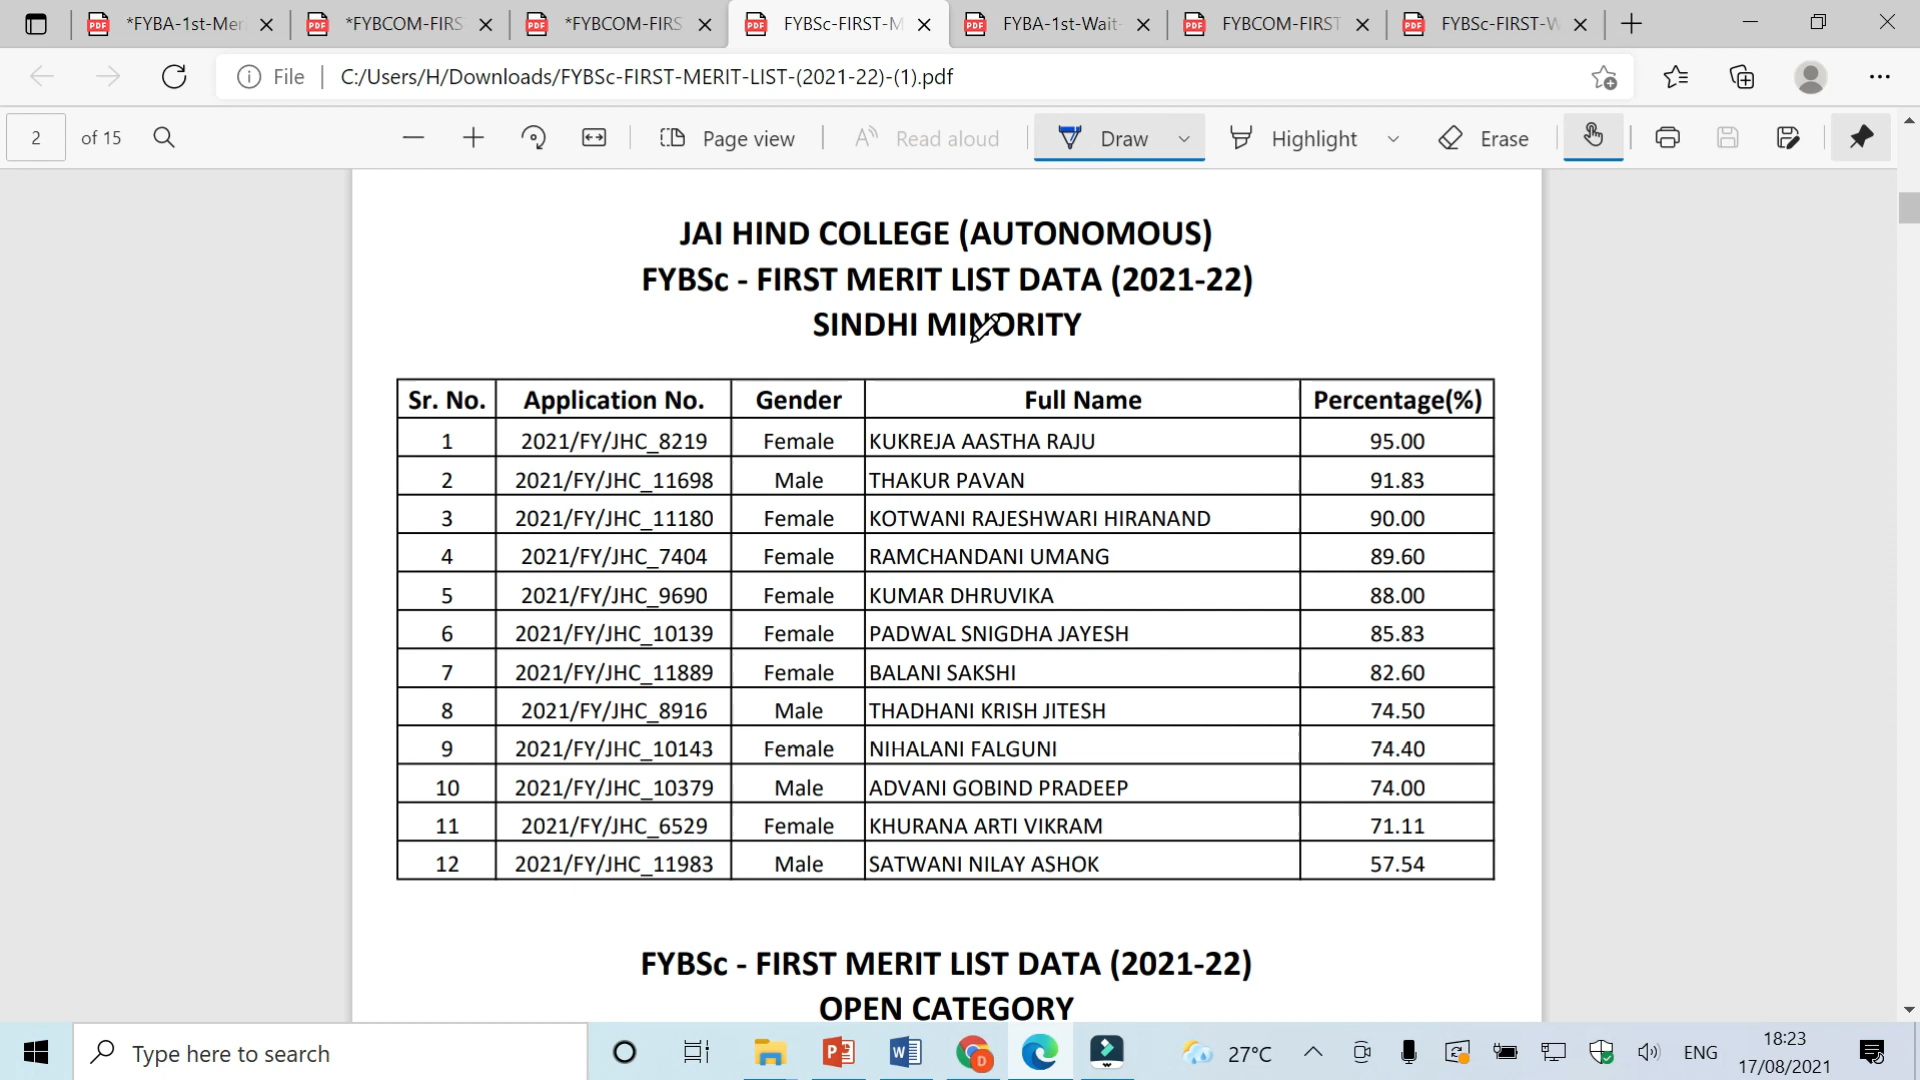 *FYBA-1st-Mer
*FYBCOM-FIRS
*FYBCOM-FIRS
FYBSc-FIRST-M
FYBA-1st-Wait-
FYBCOM-FIRST
FYBSc-FIRST-W
File C:/Users/H/Downloads/FYBSc-FIRST-MERIT-LIST-(2021-22)-(1).pdf
2 of 15 Page view Read aloud Draw Highlight Erase
JAI HIND COLLEGE (AUTONOMOUS)
FYBSc - FIRST MERIT LIST DATA (2021-22)
SINDHI MINORITY
Sr. No. Application No. Gender Full Name Percentage(%)
1 2021/FY/JHC_8219 Female KUKREJA AASTHA RAJU 95.00
2 2021/FY/JHC_11698 Male THAKUR PAVAN 91.83
3 2021/FY/JHC_11180 Female KOTWANI RAJESHWARI HIRANAND 90.00
4 2021/FY/JHC_7404 Female RAMCHANDANI UMANG 89.60
5 2021/FY/JHC_9690 Female KUMAR DHRUVIKA 88.00
6 2021/FY/JHC_10139 Female PADWAL SNIGDHA JAYESH 85.83
7 2021/FY/JHC_11889 Female BALANI SAKSHI 82.60
8 2021/FY/JHC_8916 Male THADHANI KRISH JITESH 74.50
9 2021/FY/JHC_10143 Female NIHALANI FALGUNI 74.40
10 2021/FY/JHC_10379 Male ADVANI GOBIND PRADEEP 74.00
11 2021/FY/JHC_6529 Female KHURANA ARTI VIKRAM 71.11
12 2021/FY/JHC_11983 Male SATWANI NILAY ASHOK 57.54
FYBSc - FIRST MERIT LIST DATA (2021-22)
OPEN CATEGORY
Type here to search 27°C ENG 18:23
17/08/2021